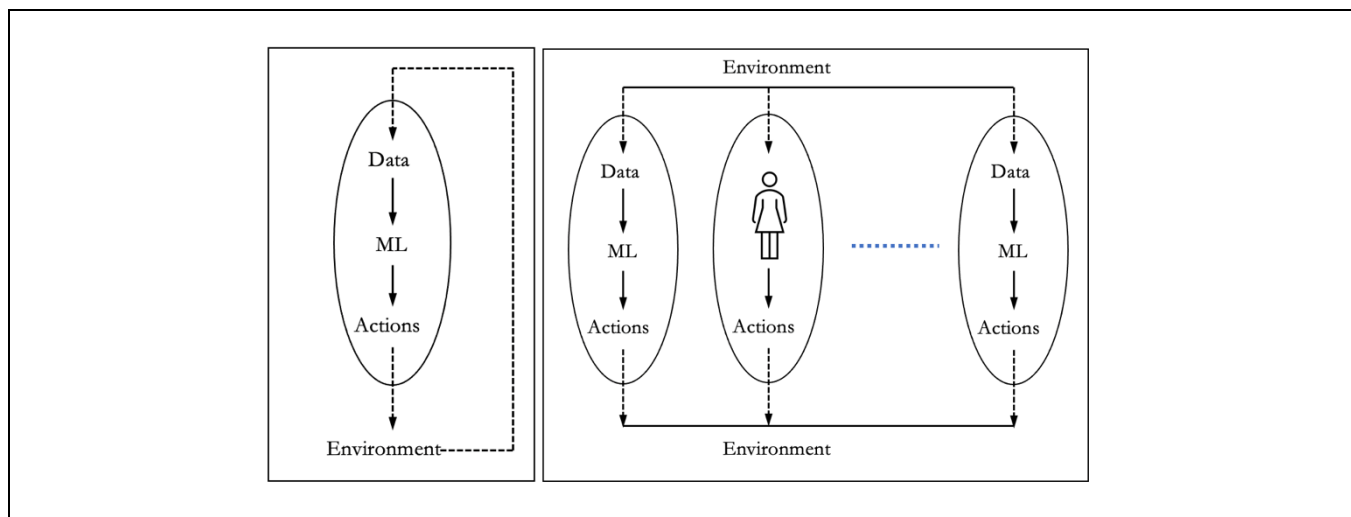 Data
ML
Actions
Environment
Environment
Data
ML
Actions
Actions
Data
ML
Actions
Environment